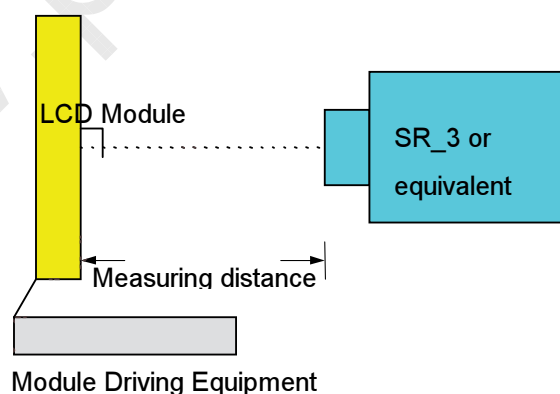 LCD Module
SR_3 or
equivalent
Measuring distance
Module Driving Equipment